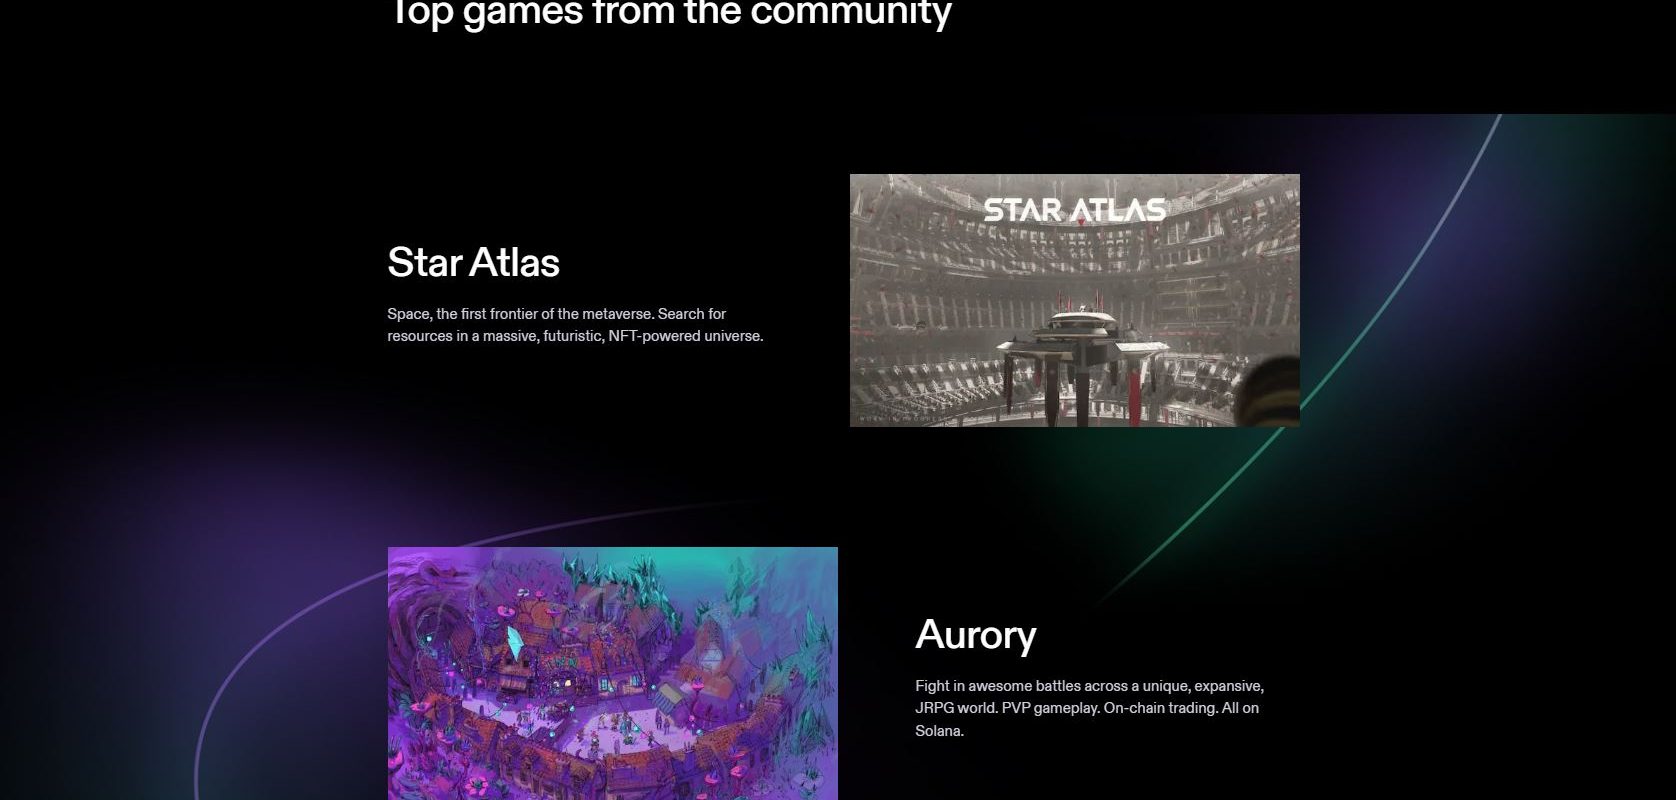 Top games from the community
STAR ATLAS
Star Atlas
Space, the first frontier of the metaverse. Search for
resources in a massive, futuristic, NFT-powered universe.
Aurory
Fight in awesome battles across a unique, expansive,
JRPG world. PVP gameplay. On-chain trading. All on
Solana.